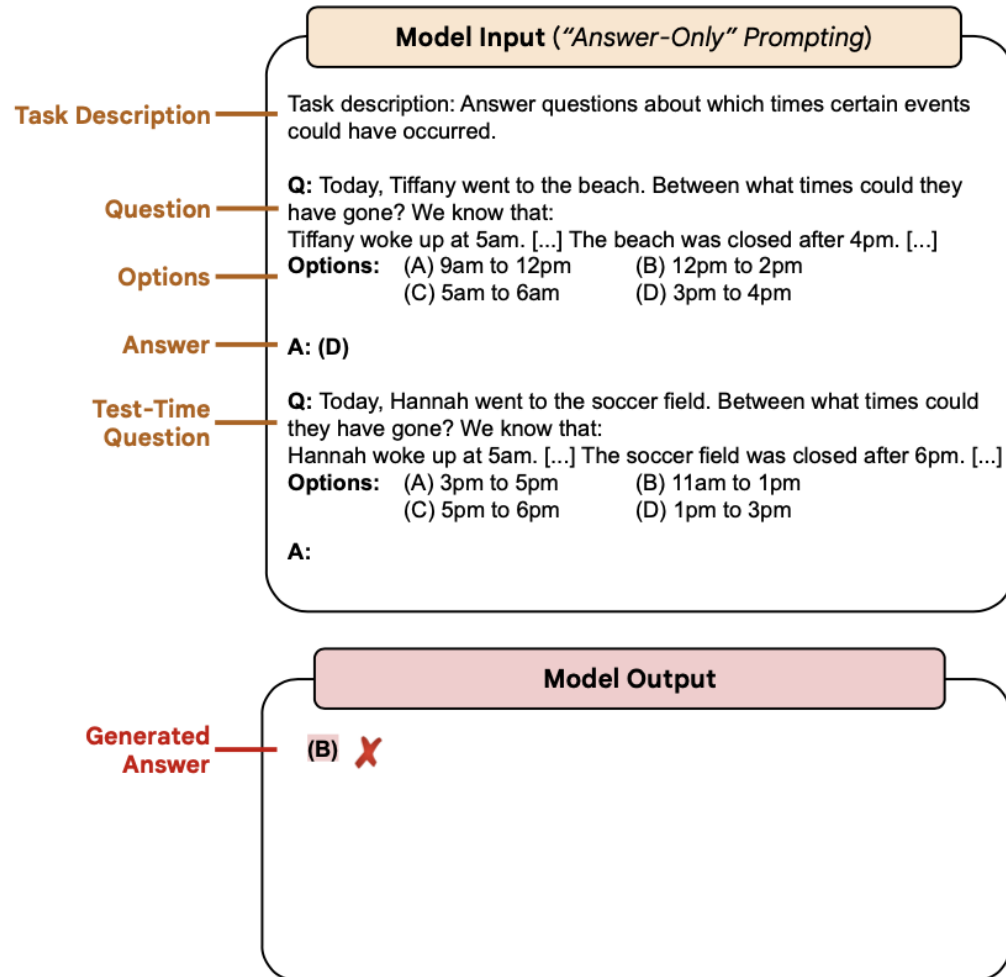 Model Input ("Answer-Only" Prompting)
Task Description
Task description: Answer questions about which times certain events
could have occurred.
Question
Q: Today, Tiffany went to the beach. Between what times could they
have gone? We know that:
Tiffany woke up at 5am. [...] The beach was closed after 4pm. [...]
Options
Options: (A) 9am to 12pm (B) 12pm to 2pm
(C) 5am to 6am (D) 3pm to 4pm
Answer
A: (D)
Test-Time
Question
Q: Today, Hannah went to the soccer field. Between what times could
they have gone? We know that:
Hannah woke up at 5am. [...] The soccer field was closed after 6pm. [...]
Options: (A) 3pm to 5pm (B) 11am to 1pm
(C) 5pm to 6pm (D) 1pm to 3pm
A:
Model Output
Generated
Answer
(B) ✗